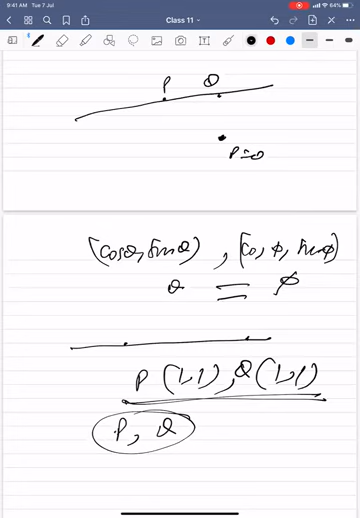 9:41 AM Tue 7 Jul
64%
Class 11
P Q
P = Q
(cosθ, sinθ), (cosφ, sinφ)
θ = φ
P (1,1), Q (1,1)
P, Q